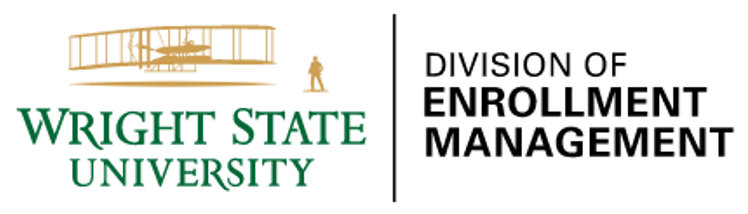 WRIGHT STATE
UNIVERSITY
DIVISION OF
ENROLLMENT
MANAGEMENT